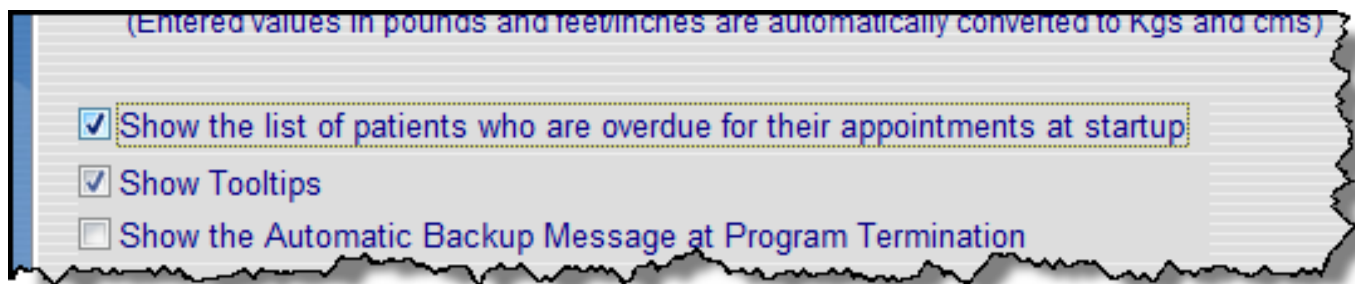 (Entered values in pounds and feet/inches are automatically converted to Kgs and cms)
Show the list of patients who are overdue for their appointments at startup
Show Tooltips
Show the Automatic Backup Message at Program Termination